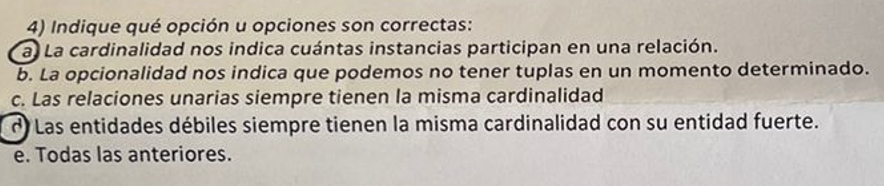 4) Indique qué opción u opciones son correctas:
a) La cardinalidad nos indica cuántas instancias participan en una relación.
b. La opcionalidad nos indica que podemos no tener tuplas en un momento determinado.
c. Las relaciones unarias siempre tienen la misma cardinalidad
d) Las entidades débiles siempre tienen la misma cardinalidad con su entidad fuerte.
e. Todas las anteriores.